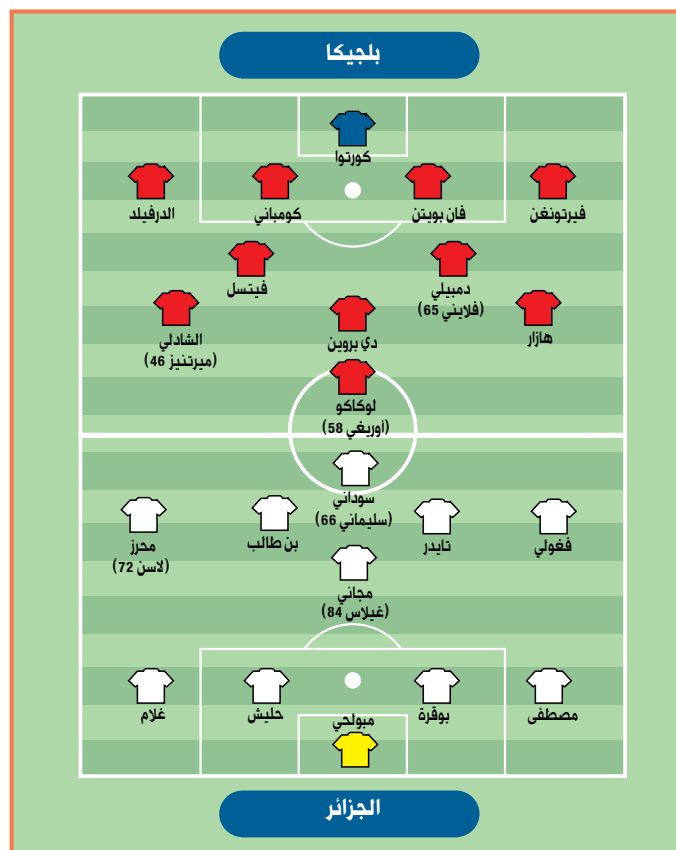 بلجيكا
كورتوا
فيرتونغن
فان بويتن
كومباني
الدرفيلد
دمبيلي
(فلايني 65)
فيتسل
هازار
دي بروين
الشادلي
(ميرتنيز 46)
لوكاكو
(أوريغي 58)
سوداني
(سليماني 66)
فغولي
تايدر
بن طالب
محرز
(لاسن 72)
مجاني
(غيلاس 84)
مصطفى
بوقرة
حليش
غلام
مبولحي
الجزائر